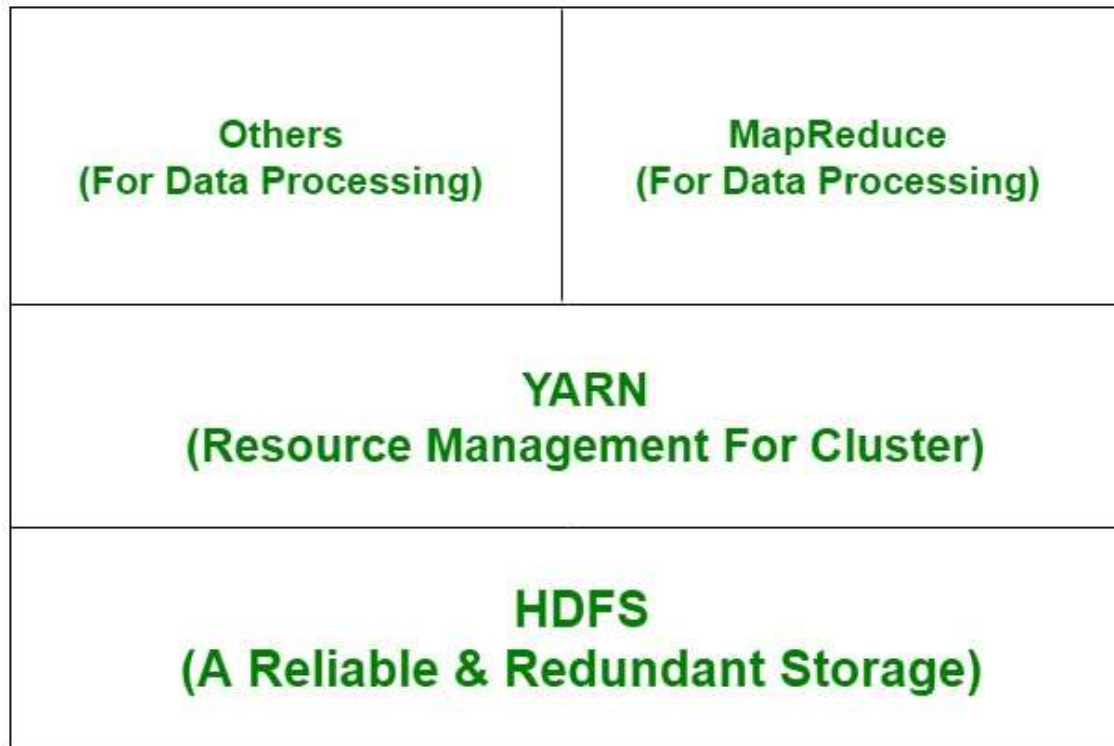 Others
(For Data Processing)
MapReduce
(For Data Processing)
YARN
(Resource Management For Cluster)
HDFS
(A Reliable & Redundant Storage)